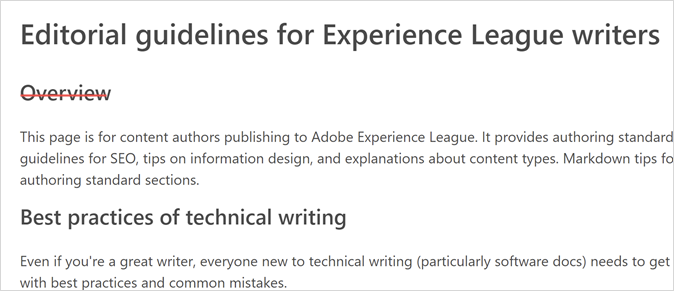 Editorial guidelines for Experience League writers
Overview
This page is for content authors publishing to Adobe Experience League. It provides authoring standard
guidelines for SEO, tips on information design, and explanations about content types. Markdown tips fo
authoring standard sections.
Best practices of technical writing
Even if you're a great writer, everyone new to technical writing (particularly software docs) needs to get
with best practices and common mistakes.